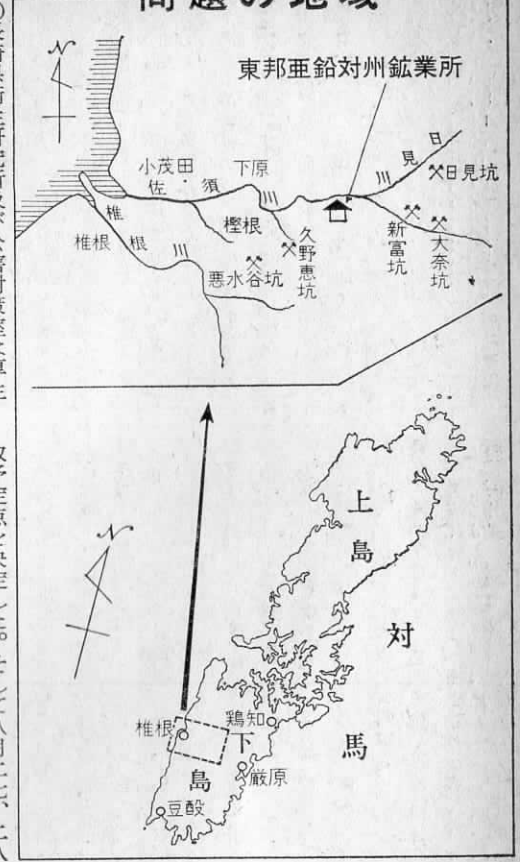 問題の地域
N
東邦亜鉛対州鉱業所
小茂田
下原
佐須川
日見川
日見坑
椎根
椎根川
樫根
久野恵坑
悪水谷坑
新富坑
大奈坑
N
上島
対馬
椎根
鶏知
下島
厳原
豆酘